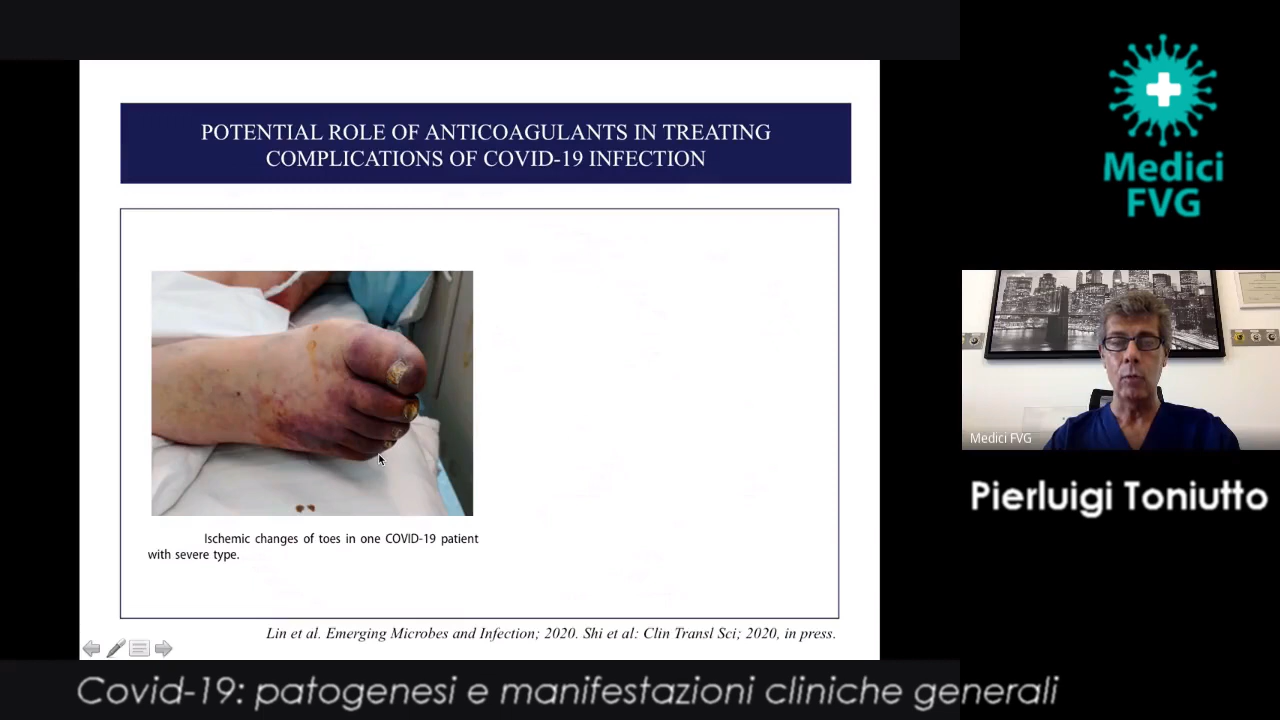 POTENTIAL ROLE OF ANTICOAGULANTS IN TREATING
COMPLICATIONS OF COVID-19 INFECTION
Ischemic changes of toes in one COVID-19 patient
with severe type.
Lin et al. Emerging Microbes and Infection; 2020. Shi et al: Clin Transl Sci; 2020, in press.
Medici
FVG
Medici FVG
Pierluigi Toniutto
Covid-19: patogenesi e manifestazioni cliniche generali